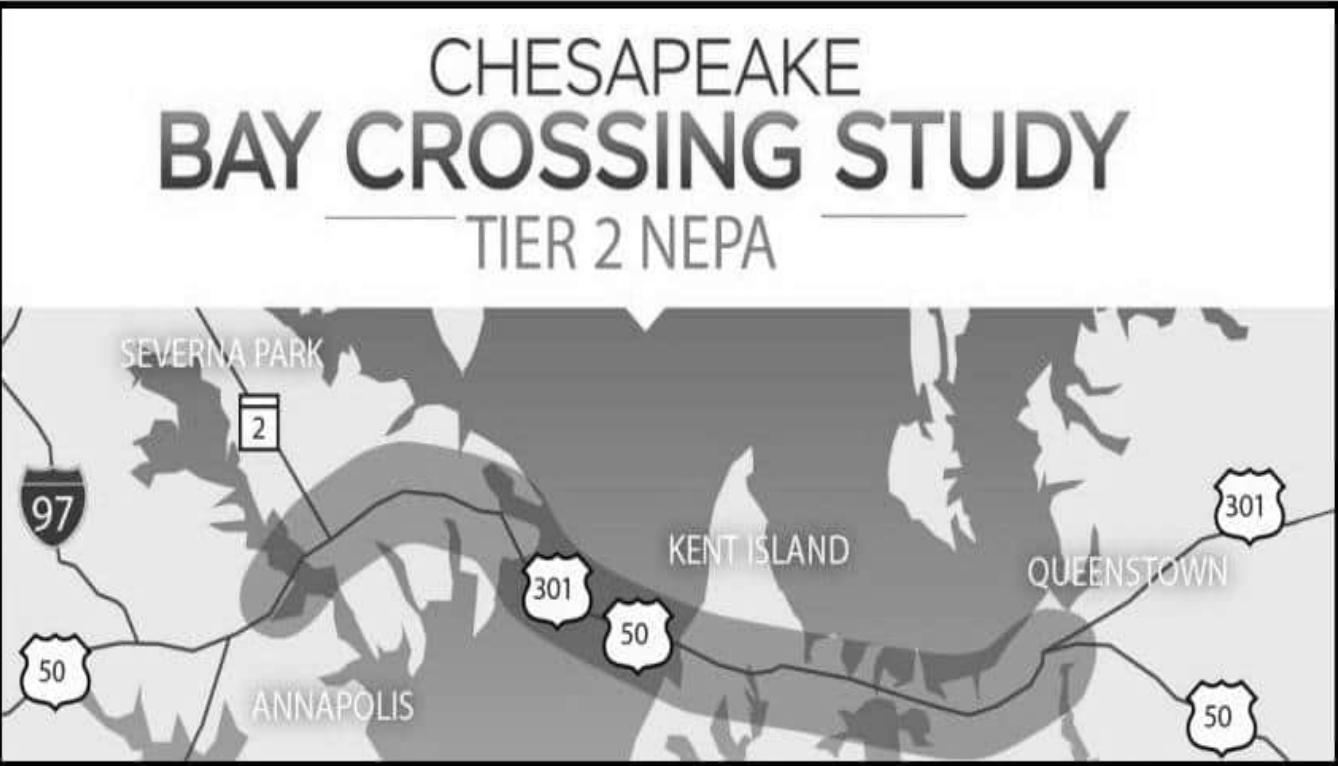 CHESAPEAKE
BAY CROSSING STUDY
TIER 2 NEPA
SEVERNA PARK
2
97
301
KENT ISLAND
QUEENSTOWN
301
50
50
ANNAPOLIS
50